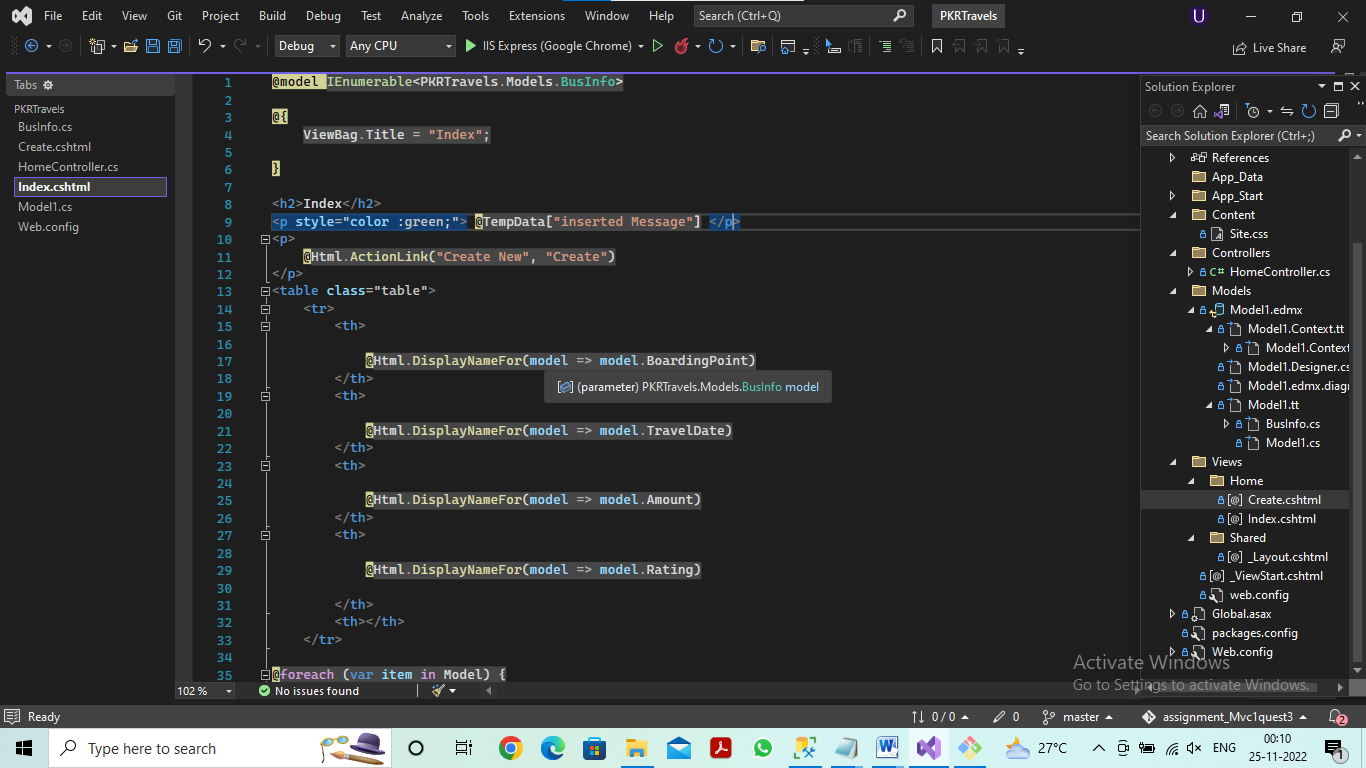 File Edit View Git Project Build Debug Test Analyze Tools Extensions Window Help Search (Ctrl+Q) PKRTravels U
Debug Any CPU IIS Express (Google Chrome) Live Share
Tabs
PKRTravels
BusInfo.cs
Create.cshtml
HomeController.cs
Index.cshtml
Model1.cs
Web.config
1 @model IEnumerable<PKRTravels.Models.BusInfo>
2
3 @{
4 ViewBag.Title = "Index";
5
6 }
7
8 <h2>Index</h2>
9 <p style="color :green;"> @TempData["inserted Message"] </p>
10 <p>
11 @Html.ActionLink("Create New", "Create")
12 </p>
13 <table class="table">
14 <tr>
15 <th>
16
17 @Html.DisplayNameFor(model => model.BoardingPoint)
18 </th>
(parameter) PKRTravels.Models.BusInfo model
19 <th>
20
21 @Html.DisplayNameFor(model => model.TravelDate)
22 </th>
23 <th>
24
25 @Html.DisplayNameFor(model => model.Amount)
26 </th>
27 <th>
28
29 @Html.DisplayNameFor(model => model.Rating)
30
31 </th>
32 <th></th>
33 </tr>
34
35 @foreach (var item in Model) {
102 % No issues found
Solution Explorer
Search Solution Explorer (Ctrl+;)
References
App_Data
App_Start
Content
Site.css
Controllers
C# HomeController.cs
Models
Model1.edmx
Model1.Context.tt
Model1.Context
Model1.Designer.cs
Model1.edmx.diagr
Model1.tt
BusInfo.cs
Model1.cs
Views
Home
[@] Create.cshtml
[@] Index.cshtml
Shared
[@] _Layout.cshtml
[@] _ViewStart.cshtml
web.config
Global.asax
packages.config
Web.config
Activate Windows
Go to Settings to activate Windows.
Ready 0 / 0 0 master assignment_Mvc1quest3 2
Type here to search 27°C ENG 00:10
25-11-2022 1